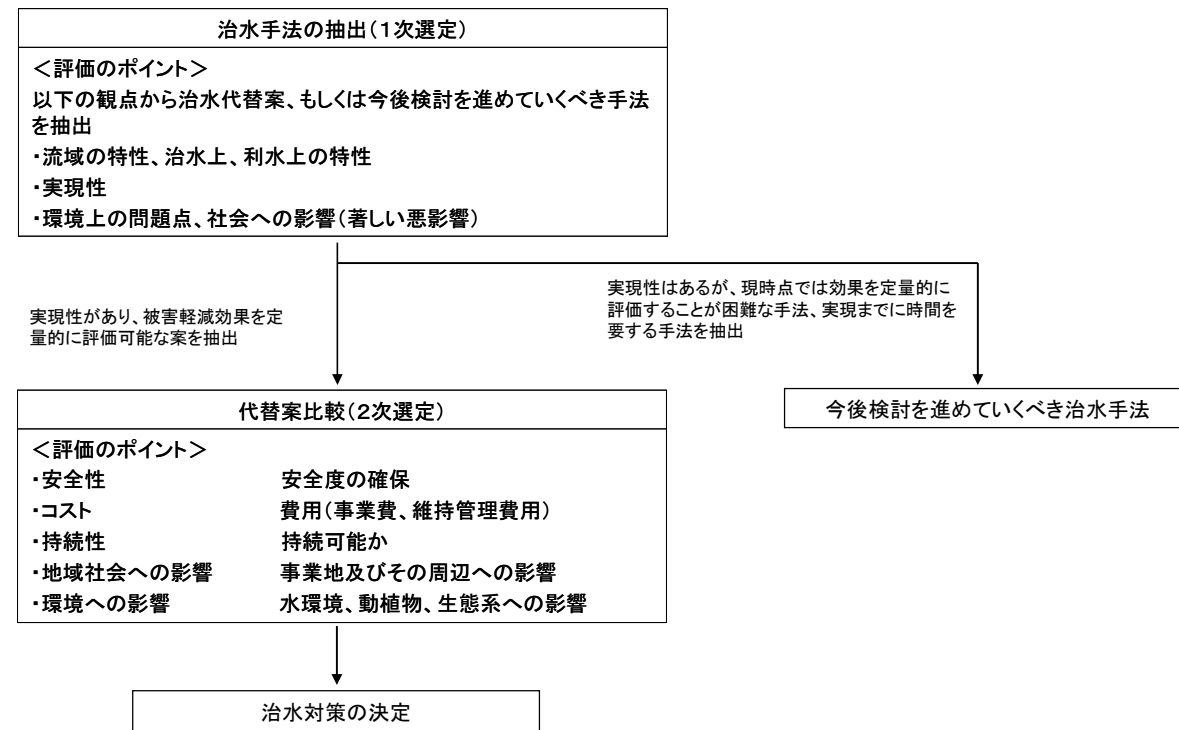 治水手法の抽出(1次選定)
＜評価のポイント＞
以下の観点から治水代替案、もしくは今後検討を進めていくべき手法
を抽出
・流域の特性、治水上、利水上の特性
・実現性
・環境上の問題点、社会への影響(著しい悪影響)
実現性があり、被害軽減効果を定
量的に評価可能な案を抽出
実現性はあるが、現時点では効果を定量的に
評価することが困難な手法、実現までに時間を
要する手法を抽出
代替案比較(2次選定)
＜評価のポイント＞
・安全性 安全度の確保
・コスト 費用(事業費、維持管理費用)
・持続性 持続可能か
・地域社会への影響 事業地及びその周辺への影響
・環境への影響 水環境、動植物、生態系への影響
今後検討を進めていくべき治水手法
治水対策の決定